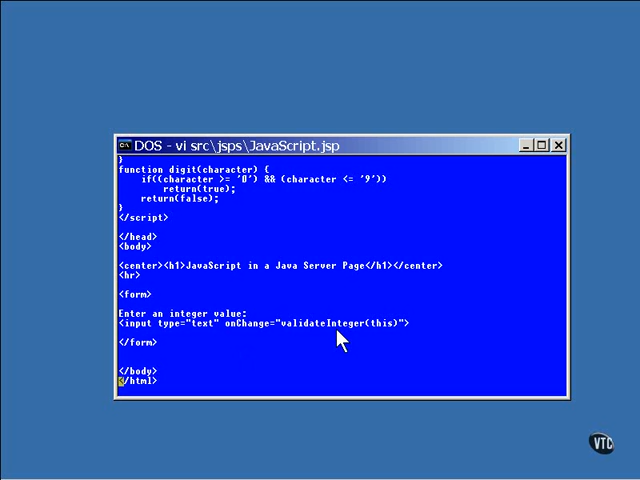 DOS - vi src\jsps\JavaScript.jsp
}
function digit(character) {
if((character >= '0') && (character <= '9'))
return(true);
return(false);
}
</script>
</head>
<body>
<center><h1>JavaScript in a Java Server Page</h1></center>
<hr>
<form>
Enter an integer value:
<input type="text" onChange="validateInteger(this)">
</form>
</body>
</html>
VTC